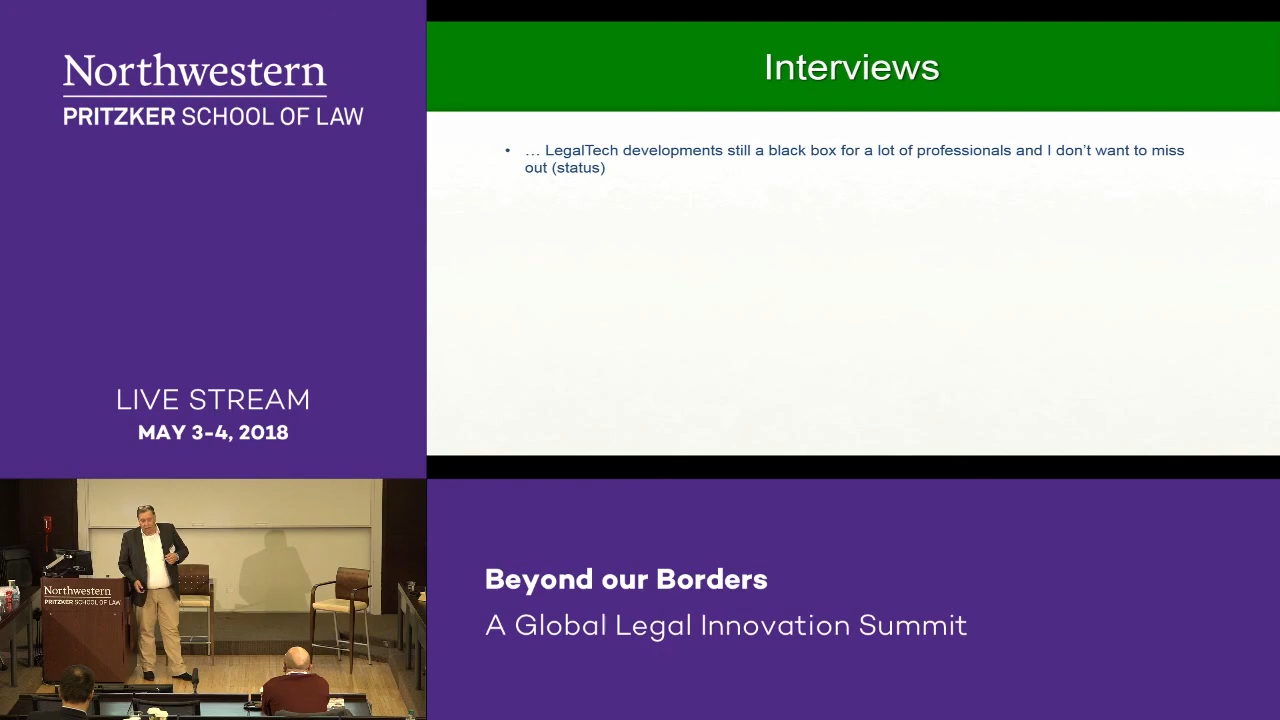 Northwestern
PRITZKER SCHOOL OF LAW
LIVE STREAM
MAY 3-4, 2018
Interviews
• … LegalTech developments still a black box for a lot of professionals and I don’t want to miss
out (status)
Northwestern
PRITZKER SCHOOL OF LAW
Beyond our Borders
A Global Legal Innovation Summit